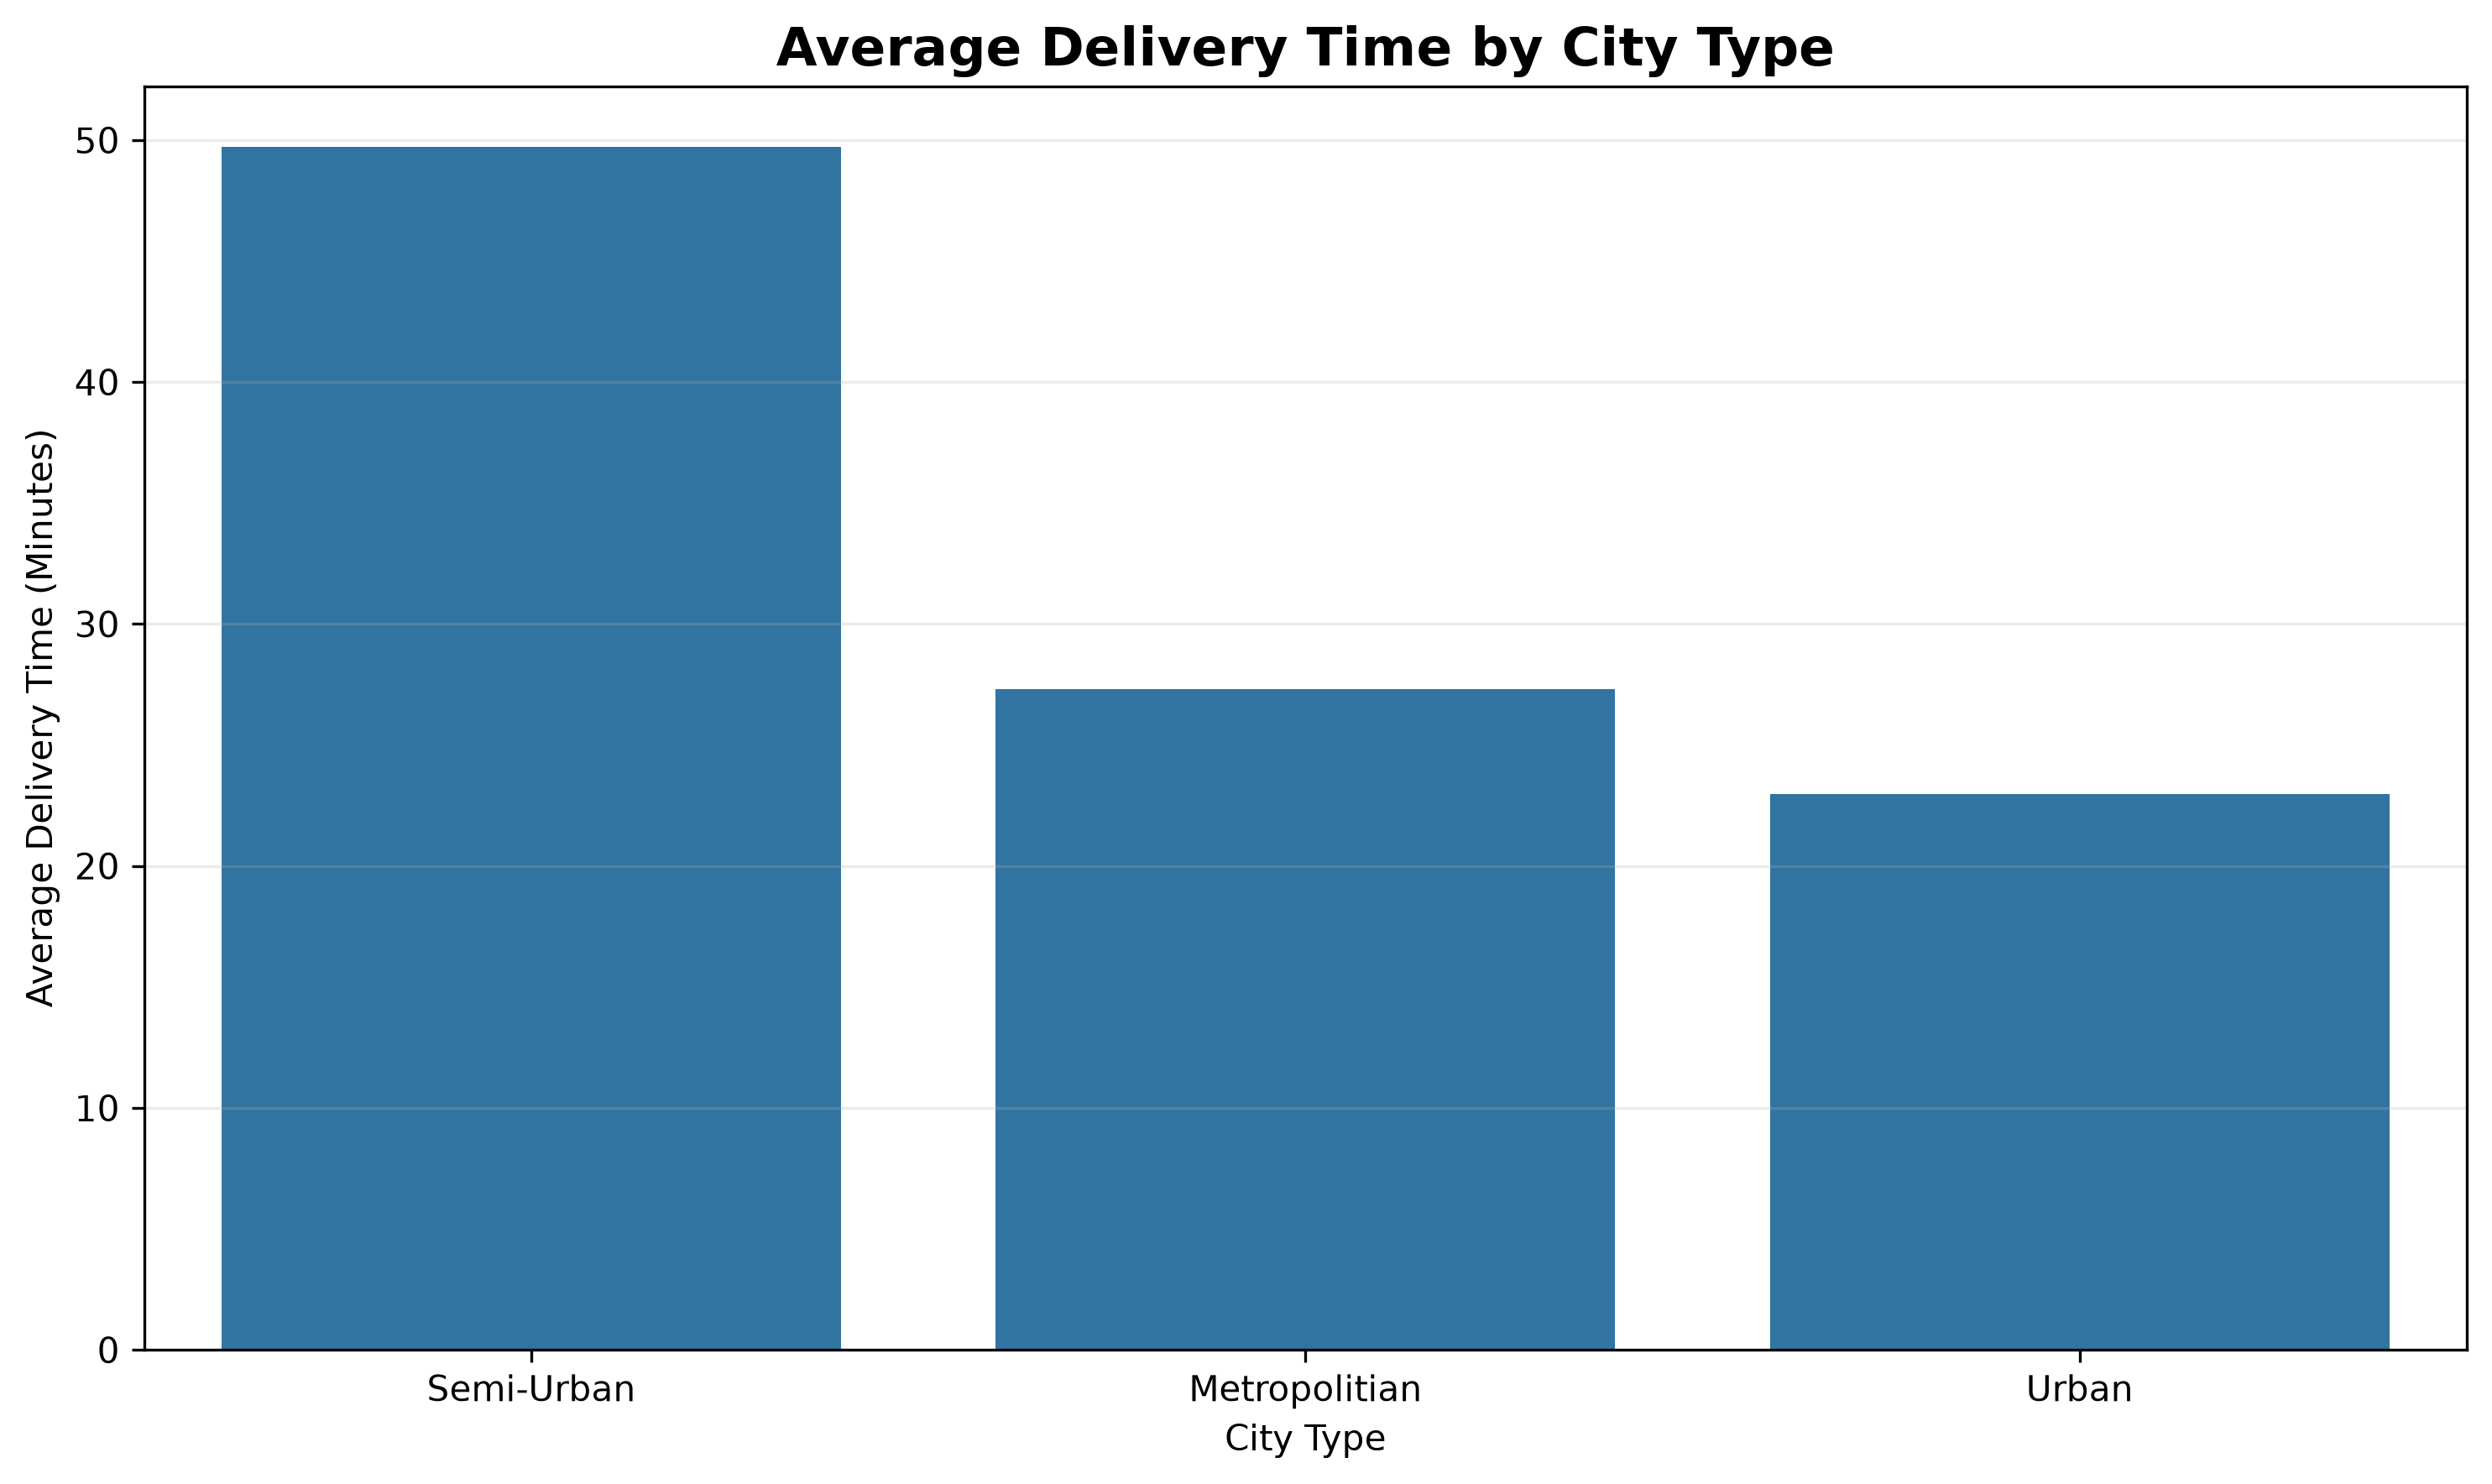 Average Delivery Time by City Type
Average Delivery Time (Minutes)
50
40
30
20
10
0
Semi-Urban
Metropolitian
Urban
City Type